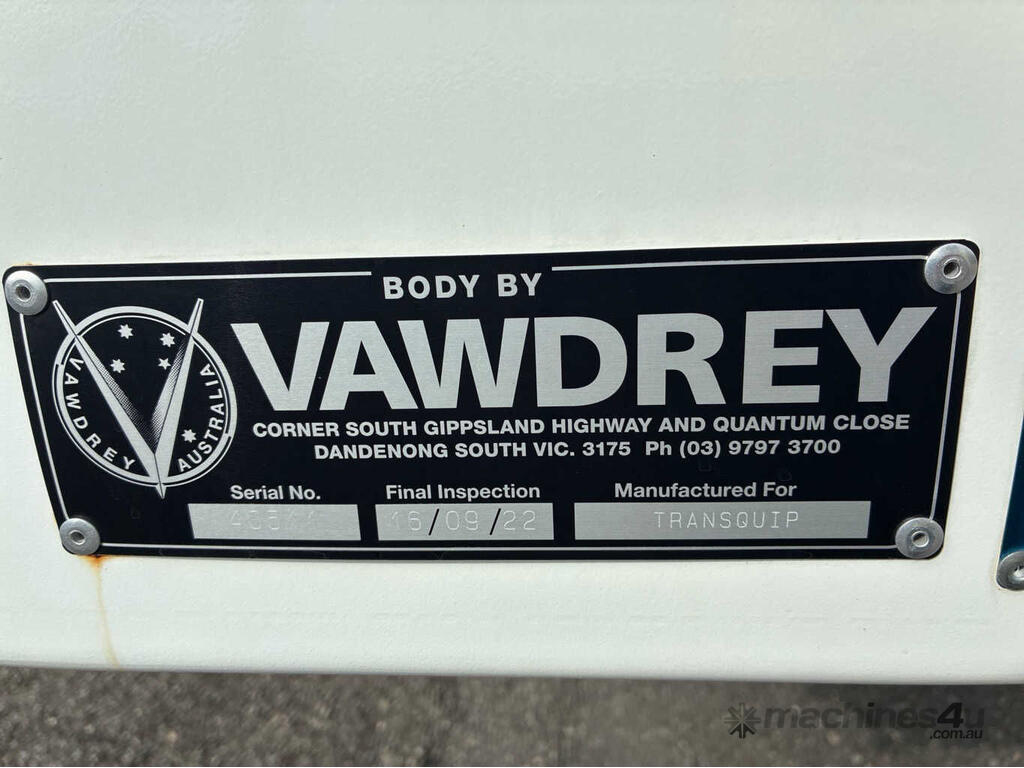 BODY BY
VAWDREY
VAWDREY AUSTRALIA
CORNER SOUTH GIPPSLAND HIGHWAY AND QUANTUM CLOSE
DANDENONG SOUTH VIC. 3175 Ph (03) 9797 3700
Serial No. Final Inspection Manufactured For
16/09/22 TRANSQUIP
machines4u
.com.au